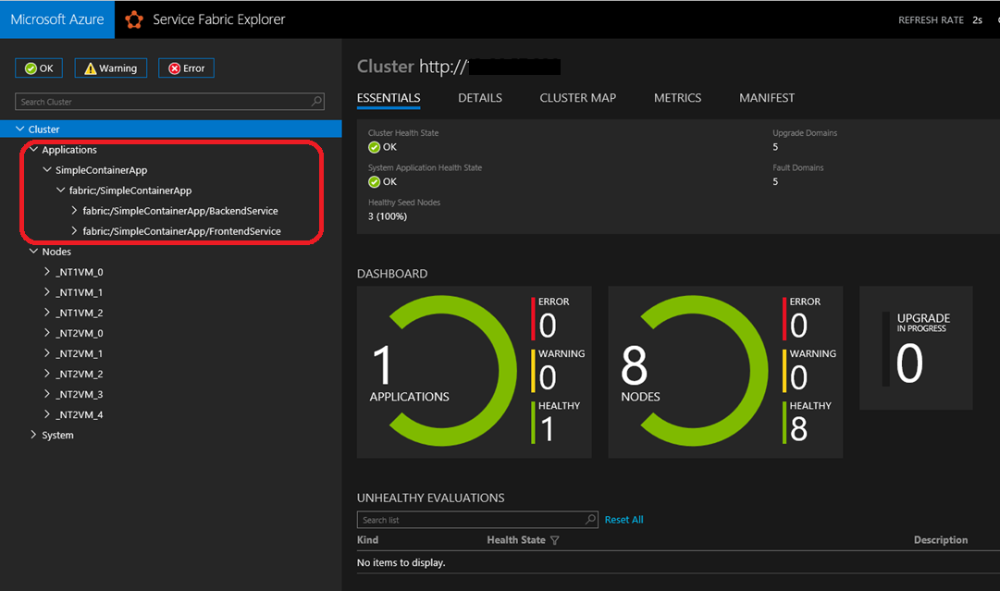 Microsoft Azure
Service Fabric Explorer
REFRESH RATE 2s
OK
Warning
Error
Search Cluster
Cluster
Applications
SimpleContainerApp
fabric:/SimpleContainerApp
fabric:/SimpleContainerApp/BackendService
fabric:/SimpleContainerApp/FrontendService
Nodes
_NT1VM_0
_NT1VM_1
_NT1VM_2
_NT2VM_0
_NT2VM_1
_NT2VM_2
_NT2VM_3
_NT2VM_4
System
Cluster http://
ESSENTIALS DETAILS CLUSTER MAP METRICS MANIFEST
Cluster Health State
OK
System Application Health State
OK
Healthy Seed Nodes
3 (100%)
Upgrade Domains
5
Fault Domains
5
DASHBOARD
1
APPLICATIONS
ERROR
0
WARNING
0
HEALTHY
1
8
NODES
ERROR
0
WARNING
0
HEALTHY
8
UPGRADE
IN PROGRESS
0
UNHEALTHY EVALUATIONS
Search list
Reset All
Kind Health State Description
No items to display.